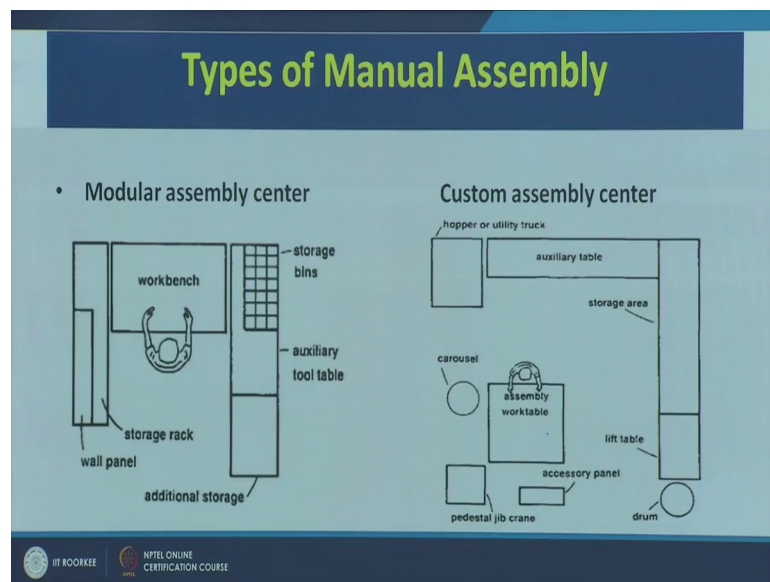 Types of Manual Assembly
• Modular assembly center
workbench
storage
bins
auxiliary
tool table
storage rack
wall panel
additional storage
Custom assembly center
hopper or utility truck
auxiliary table
storage area
carousel
assembly
worktable
lift table
accessory panel
pedestal jib crane
drum
IIT ROORKEE
NPTEL ONLINE
CERTIFICATION COURSE